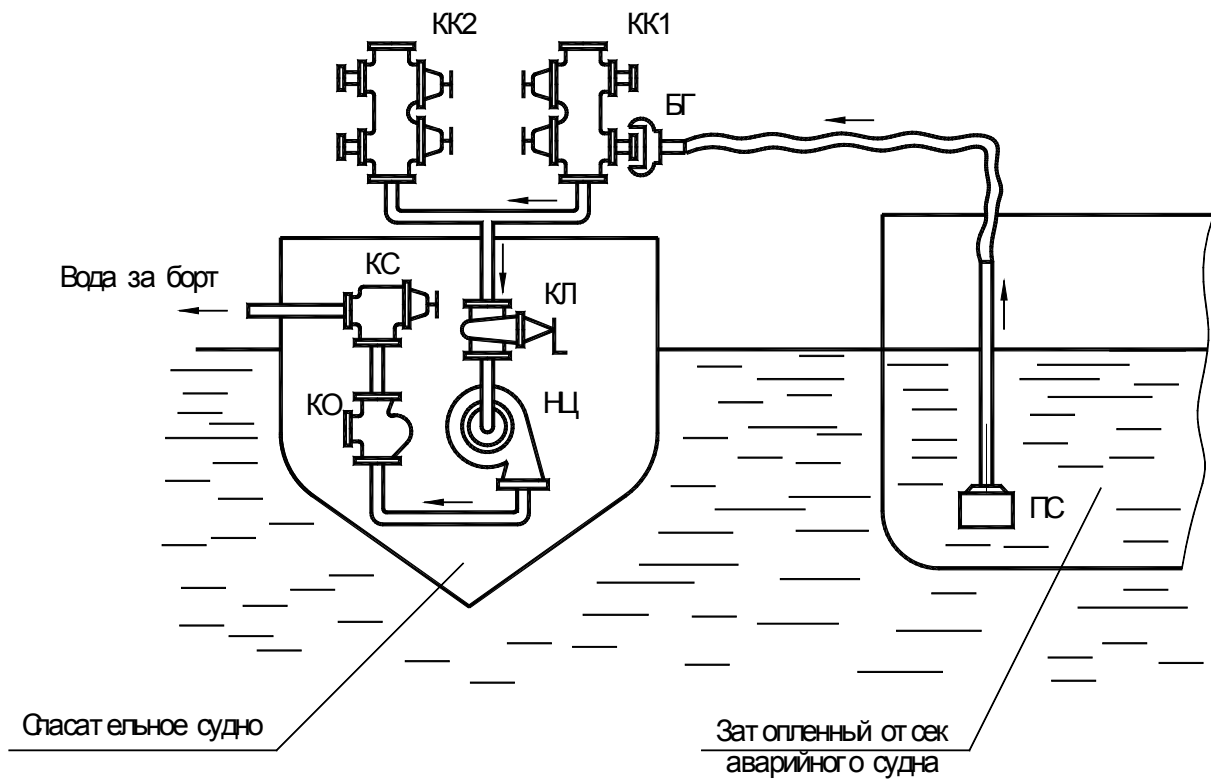 КК2
КК1
БГ
Вода за борт
КС
КЛ
КО
НЦ
ПС
Спасательное судно
Затопленный отсек
аварийного судна